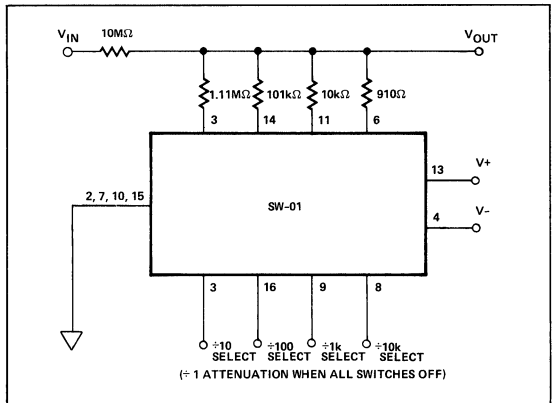 V_IN 10MΩ V_OUT
1.11MΩ 101kΩ 10kΩ 910Ω
3 14 11 6
13 V+
2, 7, 10, 15 SW-01 4 V-
3 16 9 8
÷10 SELECT ÷100 SELECT ÷1k SELECT ÷10k SELECT
(÷ 1 ATTENUATION WHEN ALL SWITCHES OFF)